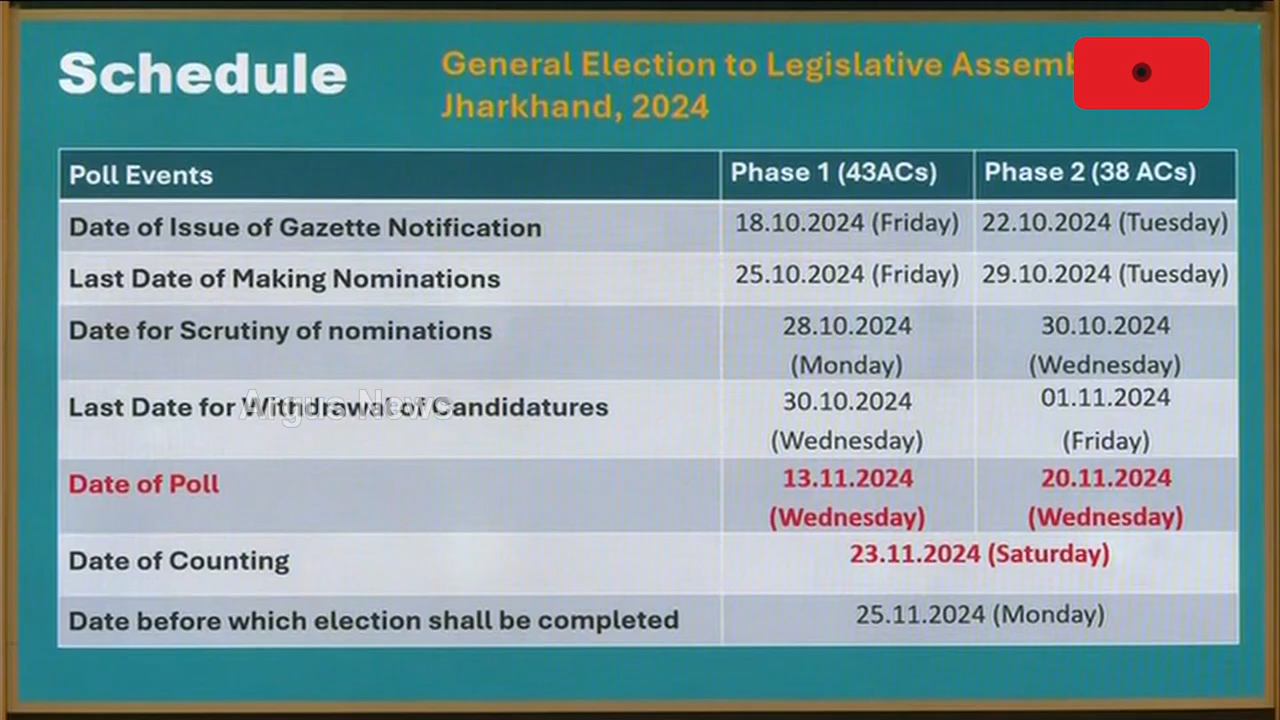 Schedule
General Election to Legislative Assemb
Jharkhand, 2024
Poll Events Phase 1 (43ACs) Phase 2 (38 ACs)
Date of Issue of Gazette Notification 18.10.2024 (Friday) 22.10.2024 (Tuesday)
Last Date of Making Nominations 25.10.2024 (Friday) 29.10.2024 (Tuesday)
Date for Scrutiny of nominations 28.10.2024 (Monday) 30.10.2024 (Wednesday)
Last Date for Withdrawal of Candidatures 30.10.2024 (Wednesday) 01.11.2024 (Friday)
Argus News
Date of Poll 13.11.2024 (Wednesday) 20.11.2024 (Wednesday)
Date of Counting 23.11.2024 (Saturday)
Date before which election shall be completed 25.11.2024 (Monday)